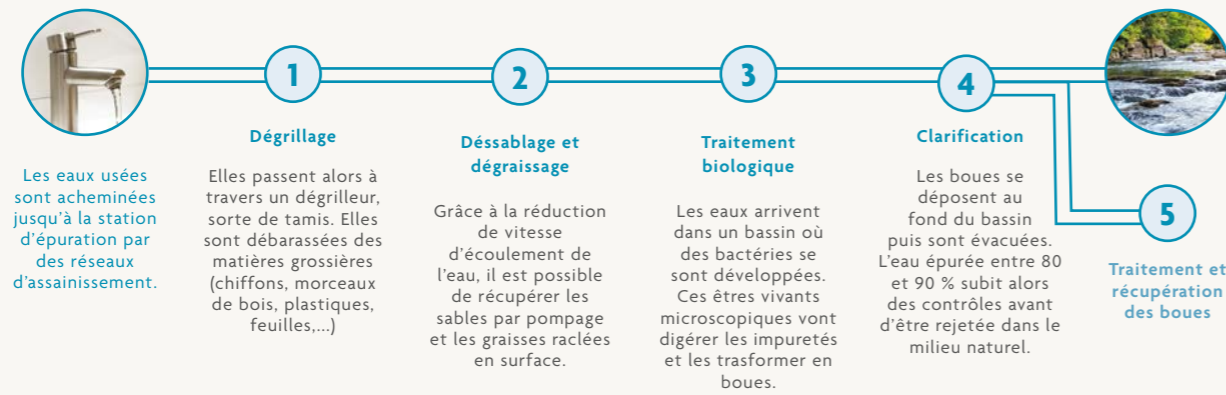 Les eaux usées
sont acheminées
jusqu'à la station
d'épuration par
des réseaux
d'assainissement.
1
Dégrillage
Elles passent alors à
travers un dégrilleur,
sorte de tamis. Elles
sont débarassées des
matières grossières
(chiffons, morceaux
de bois, plastiques,
feuilles,...)
2
Déssablage et
dégraissage
Grâce à la réduction
de vitesse
d'écoulement de
l'eau, il est possible
de récupérer les
sables par pompage
et les graisses raclées
en surface.
3
Traitement
biologique
Les eaux arrivent
dans un bassin où
des bactéries se
sont développées.
Ces êtres vivants
microscopiques vont
digérer les impuretés
et les trasformer en
boues.
4
Clarification
Les boues se
déposent au
fond du bassin
puis sont évacuées.
L'eau épurée entre 80
et 90 % subit alors
des contrôles avant
d'être rejetée dans le
milieu naturel.
5
Traitement et
récupération
des boues